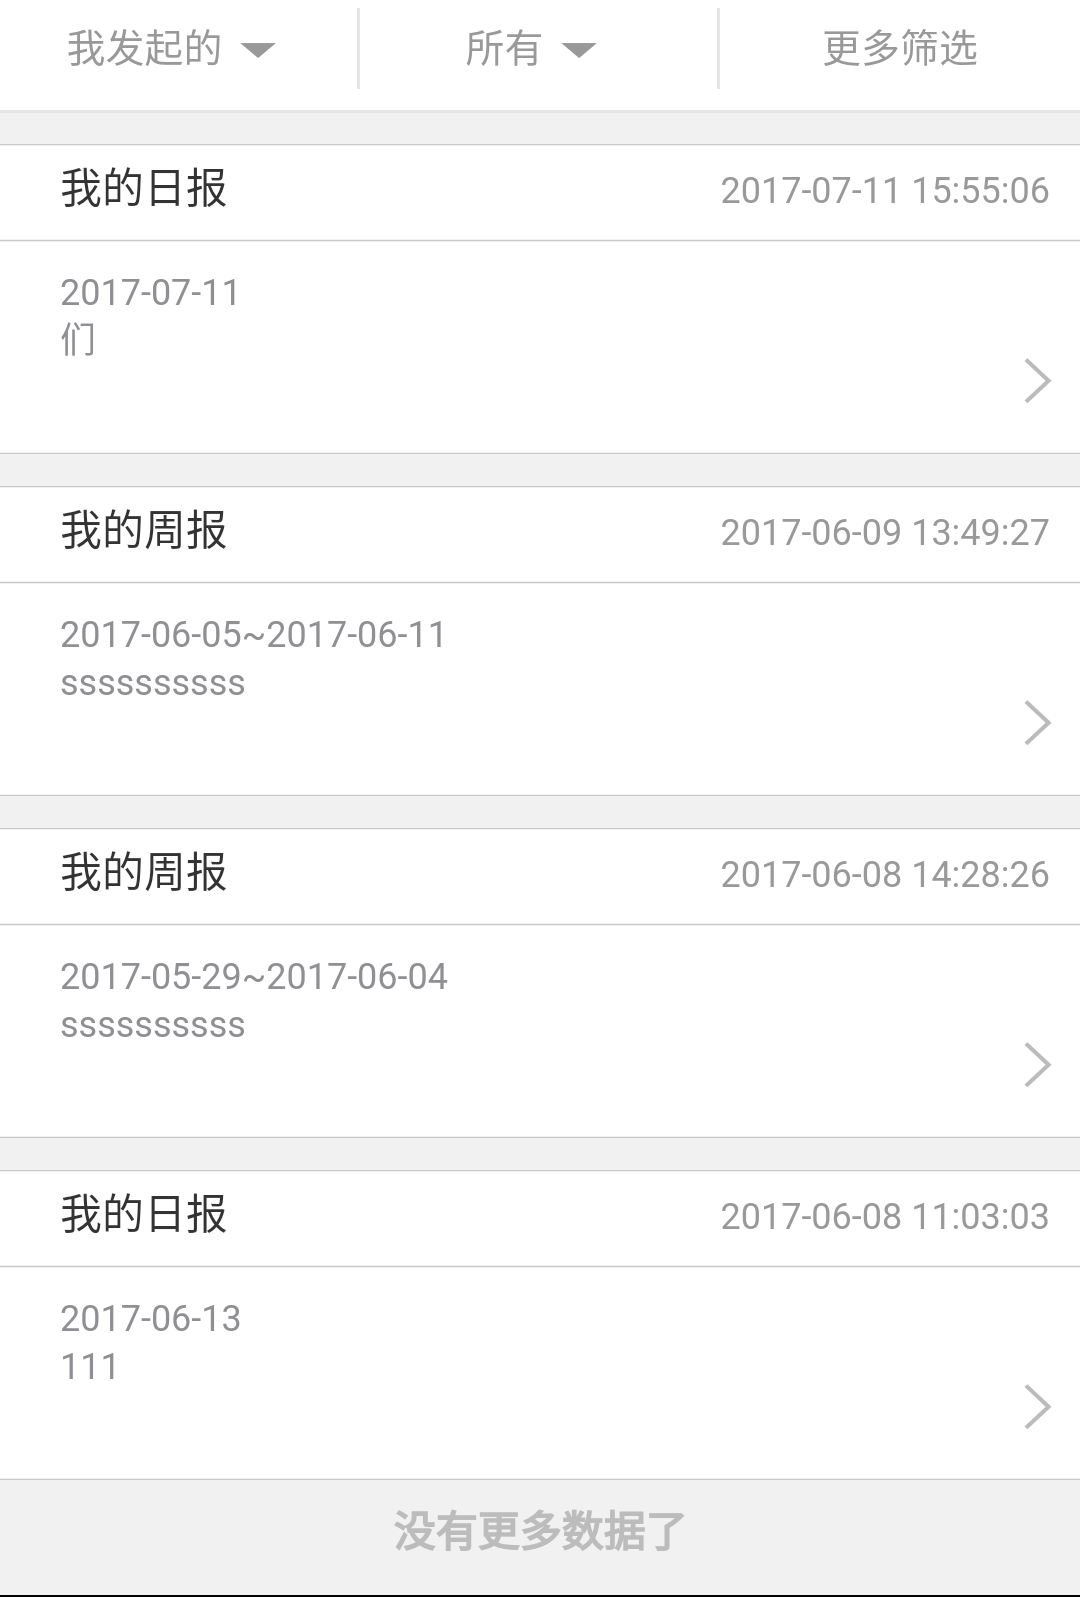 我发起的 所有 更多筛选
我的日报 2017-07-11 15:55:06
2017-07-11
们
我的周报 2017-06-09 13:49:27
2017-06-05~2017-06-11
ssssssssss
我的周报 2017-06-08 14:28:26
2017-05-29~2017-06-04
ssssssssss
我的日报 2017-06-08 11:03:03
2017-06-13
111
没有更多数据了